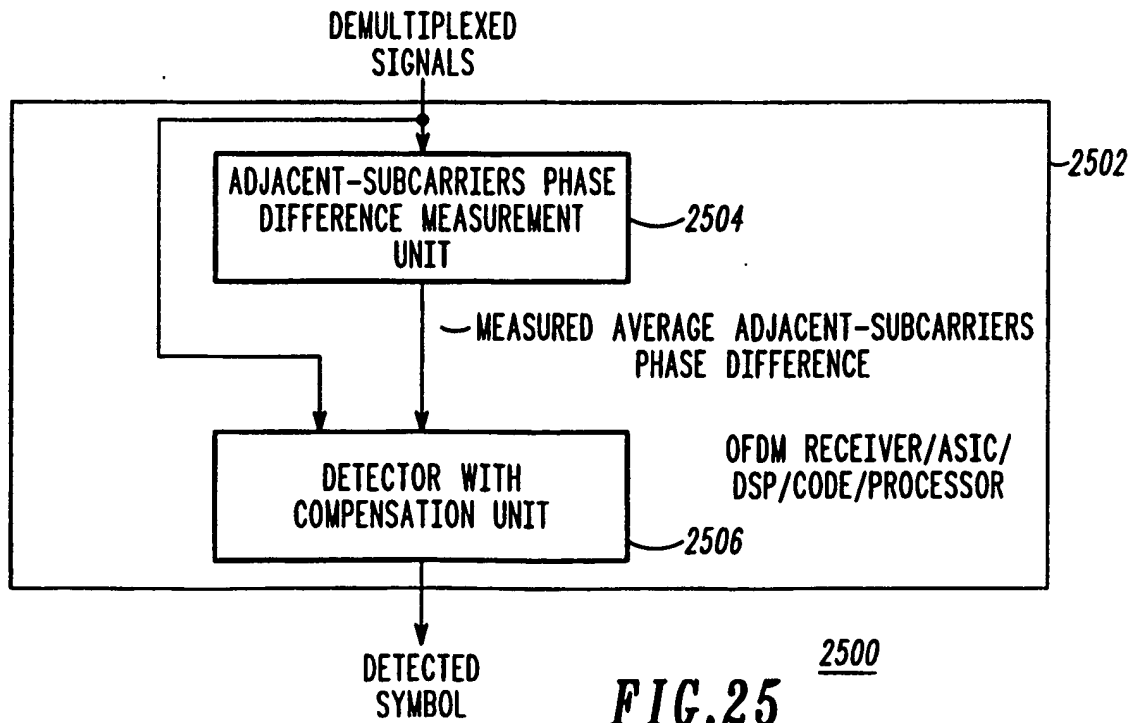 DEMULTIPLEXED
SIGNALS
2502
ADJACENT-SUBCARRIERS PHASE
DIFFERENCE MEASUREMENT
UNIT
2504
MEASURED AVERAGE ADJACENT-SUBCARRIERS
PHASE DIFFERENCE
OFDM RECEIVER/ASIC/
DSP/CODE/PROCESSOR
DETECTOR WITH
COMPENSATION UNIT
2506
DETECTED
SYMBOL
2500
FIG.25